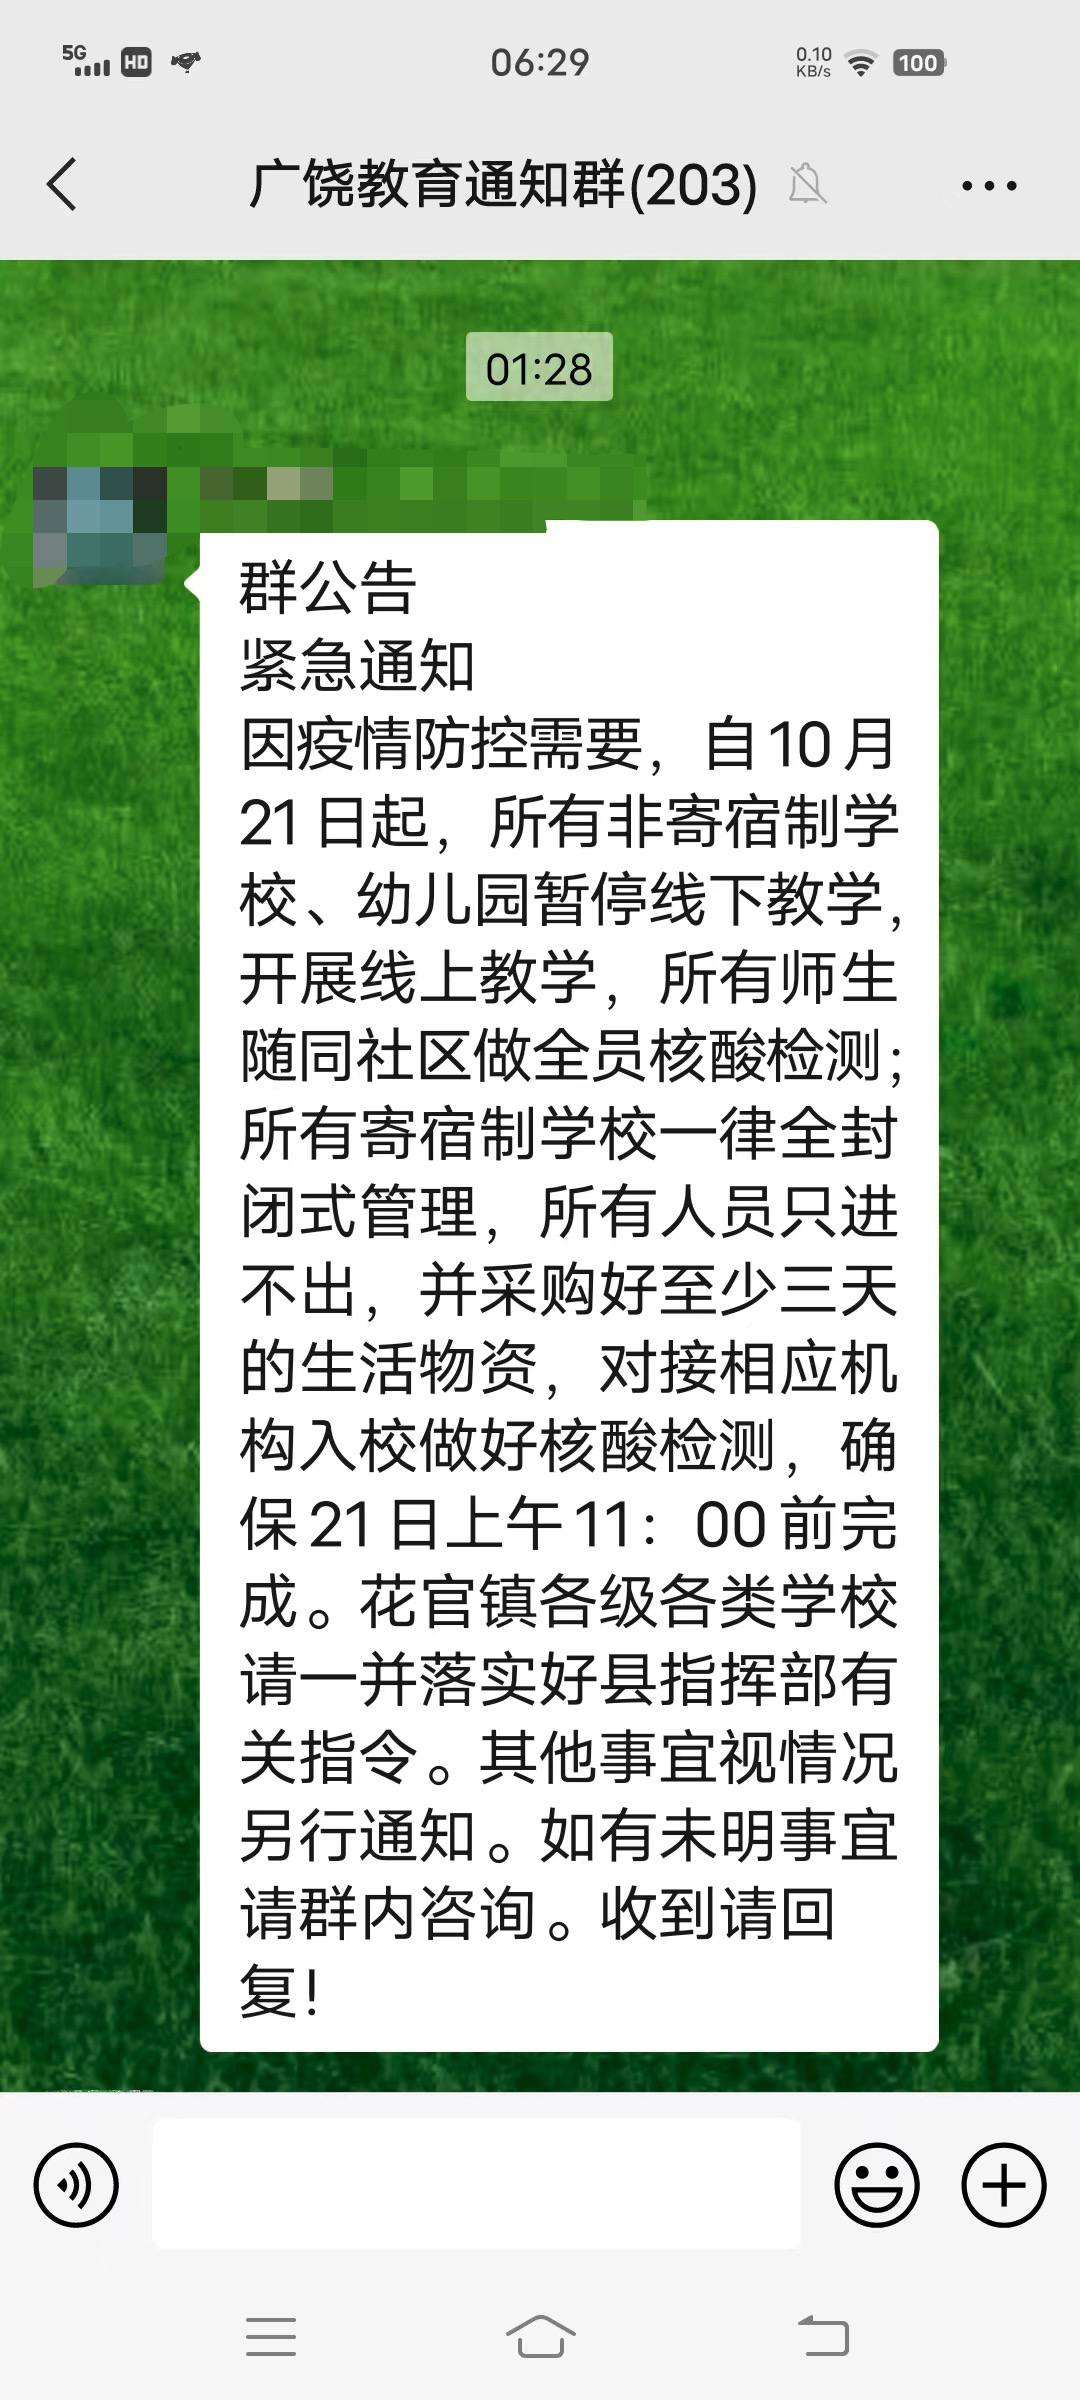 5G
HD
06:29
0.10
KB/s
100
广饶教育通知群(203)
01:28
群公告
紧急通知
因疫情防控需要，自10月
21日起，所有非寄宿制学
校、幼儿园暂停线下教学，
开展线上教学，所有师生
随同社区做全员核酸检测；
所有寄宿制学校一律全封
闭式管理，所有人员只进
不出，并采购好至少三天
的生活物资，对接相应机
构入校做好核酸检测，确
保21日上午11：00前完
成。花官镇各级各类学校
请一并落实好县指挥部有
关指令。其他事宜视情况
另行通知。如有未明事宜
请群内咨询。收到请回
复！